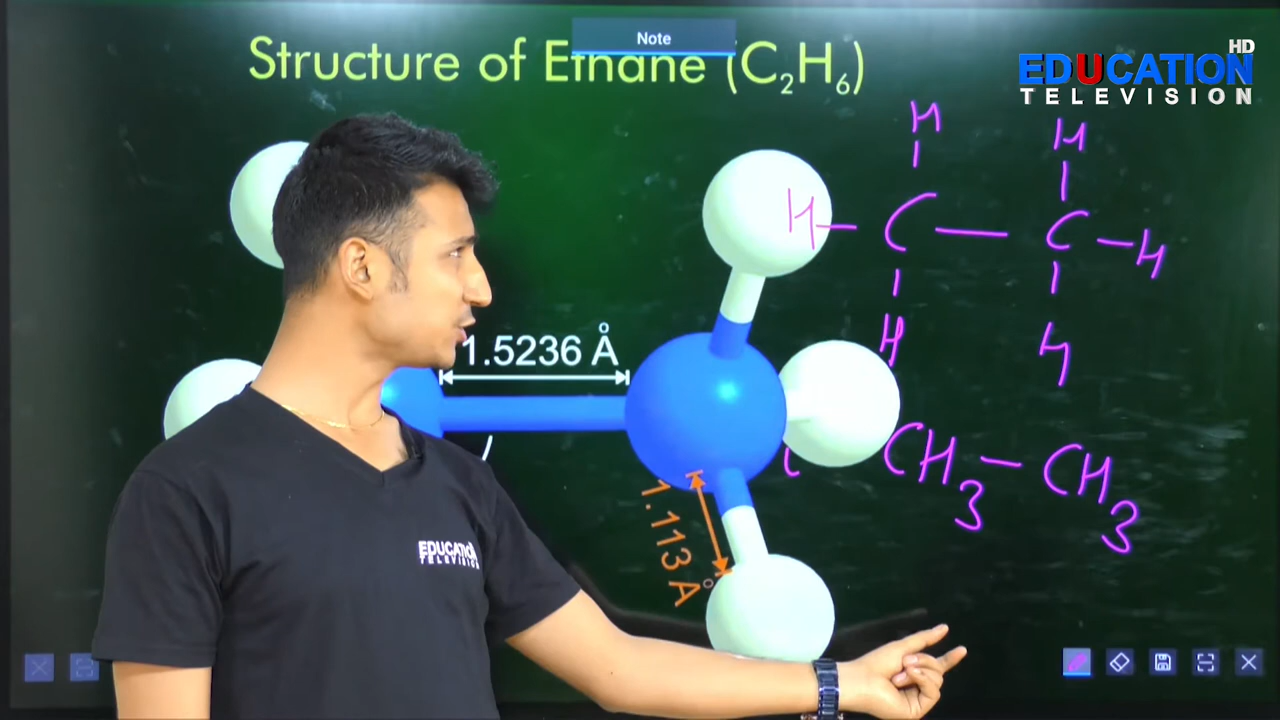 Note
Structure of Ethane (C₂H₆)
HD
EDUCATION
TELEVISION
H H
H – C — C – H
H H
1.5236 Å
CH₃ – CH₃
1.113 Å
EDUCATION
TELEVISION